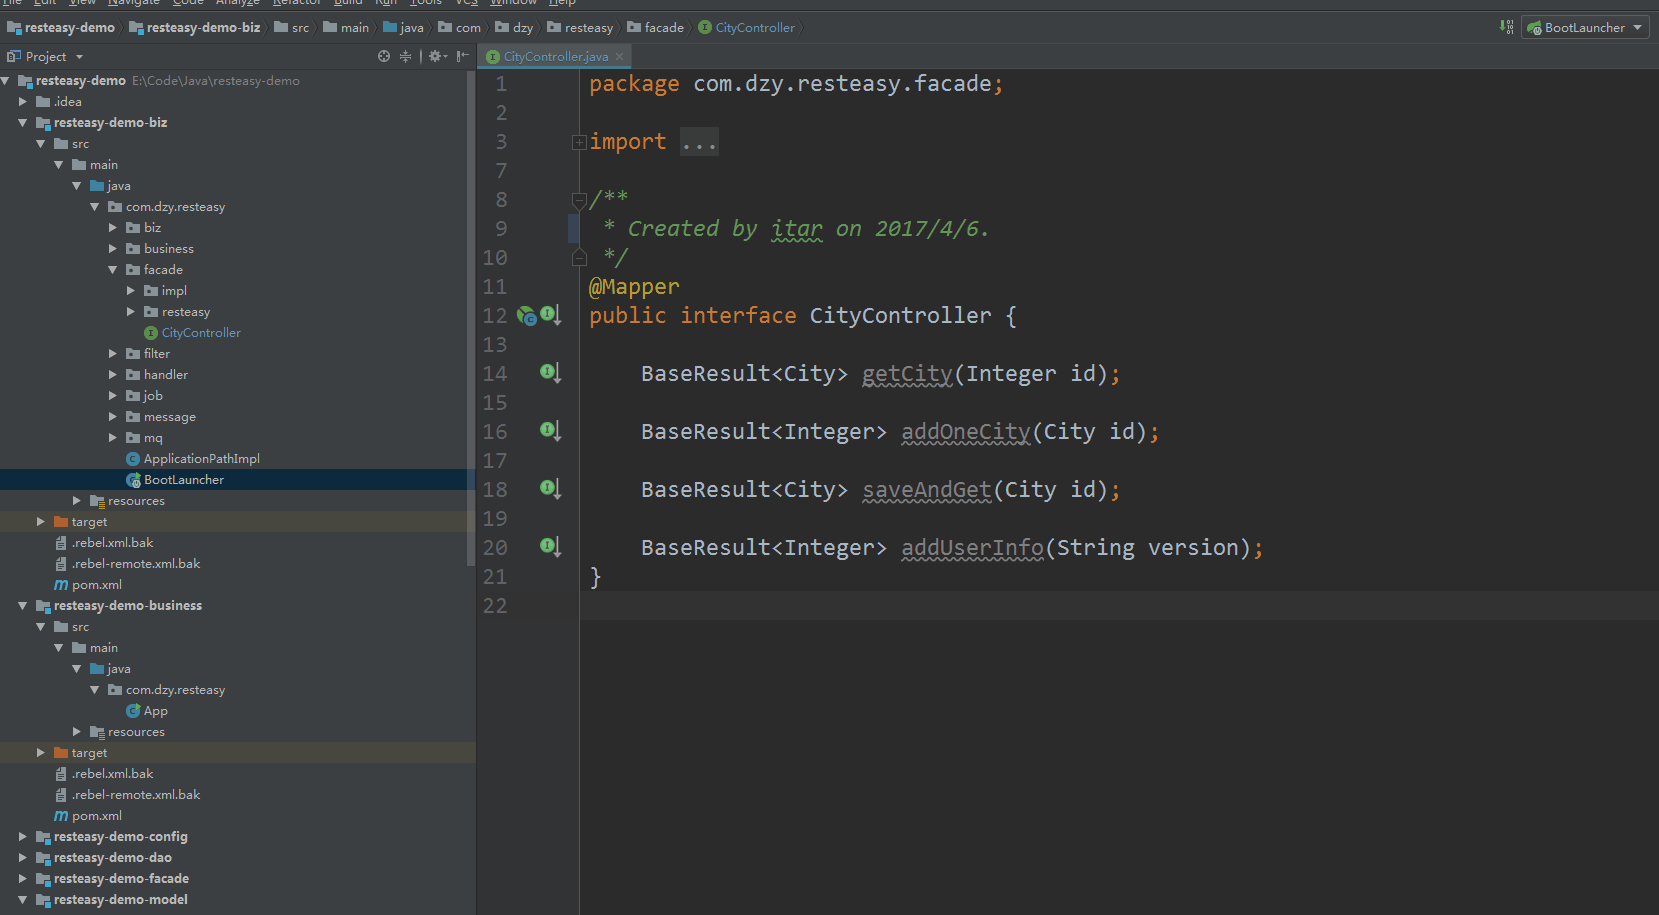 File Edit View Navigate Code Analyze Refactor Build Run Tools VCS Window Help
resteasy-demo resteasy-demo-biz src main java com dzy resteasy facade CityController BootLauncher
Project
CityController.java
resteasy-demo E:\Code\Java\resteasy-demo
.idea
resteasy-demo-biz
src
main
java
com.dzy.resteasy
biz
business
facade
impl
resteasy
CityController
filter
handler
job
message
mq
ApplicationPathImpl
BootLauncher
resources
target
.rebel.xml.bak
.rebel-remote.xml.bak
pom.xml
resteasy-demo-business
src
main
java
com.dzy.resteasy
App
resources
target
.rebel.xml.bak
.rebel-remote.xml.bak
pom.xml
resteasy-demo-config
resteasy-demo-dao
resteasy-demo-facade
resteasy-demo-model
1 package com.dzy.resteasy.facade;
2
3 import ...
7
8 /**
9 * Created by itar on 2017/4/6.
10 */
11 @Mapper
12 public interface CityController {
13
14 BaseResult<City> getCity(Integer id);
15
16 BaseResult<Integer> addOneCity(City id);
17
18 BaseResult<City> saveAndGet(City id);
19
20 BaseResult<Integer> addUserInfo(String version);
21 }
22